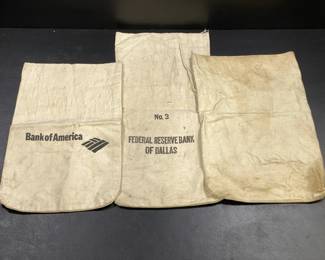 Bank of America
No. 3
FEDERAL RESERVE BANK
OF DALLAS